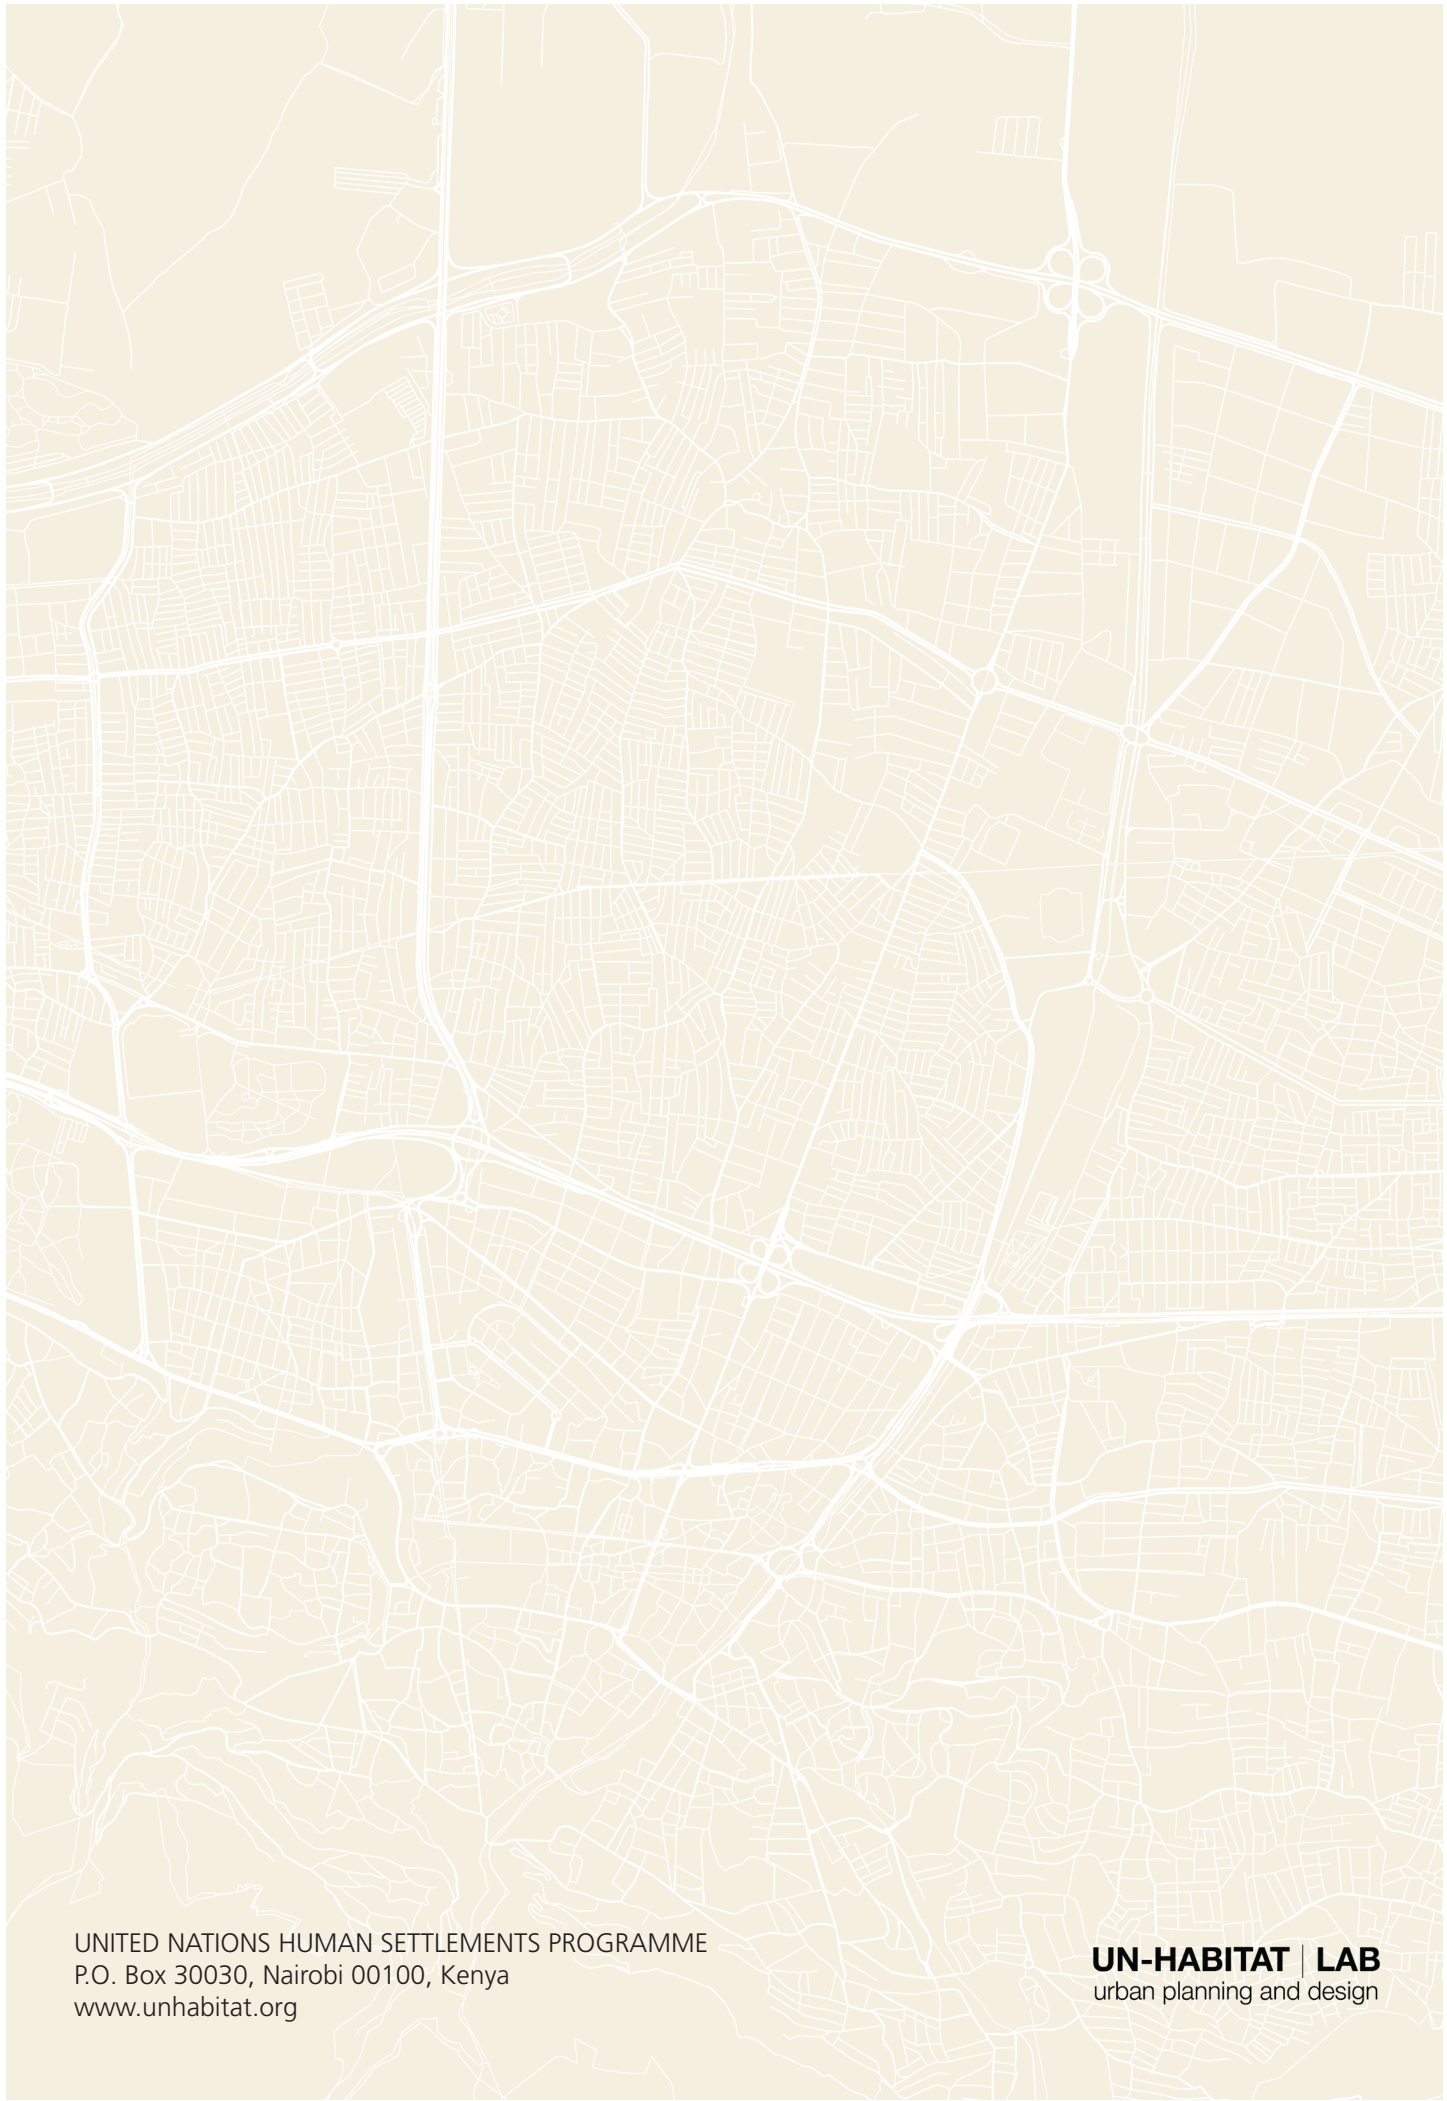 UNITED NATIONS HUMAN SETTLEMENTS PROGRAMME
P.O. Box 30030, Nairobi 00100, Kenya
www.unhabitat.org
UN-HABITAT | LAB
urban planning and design